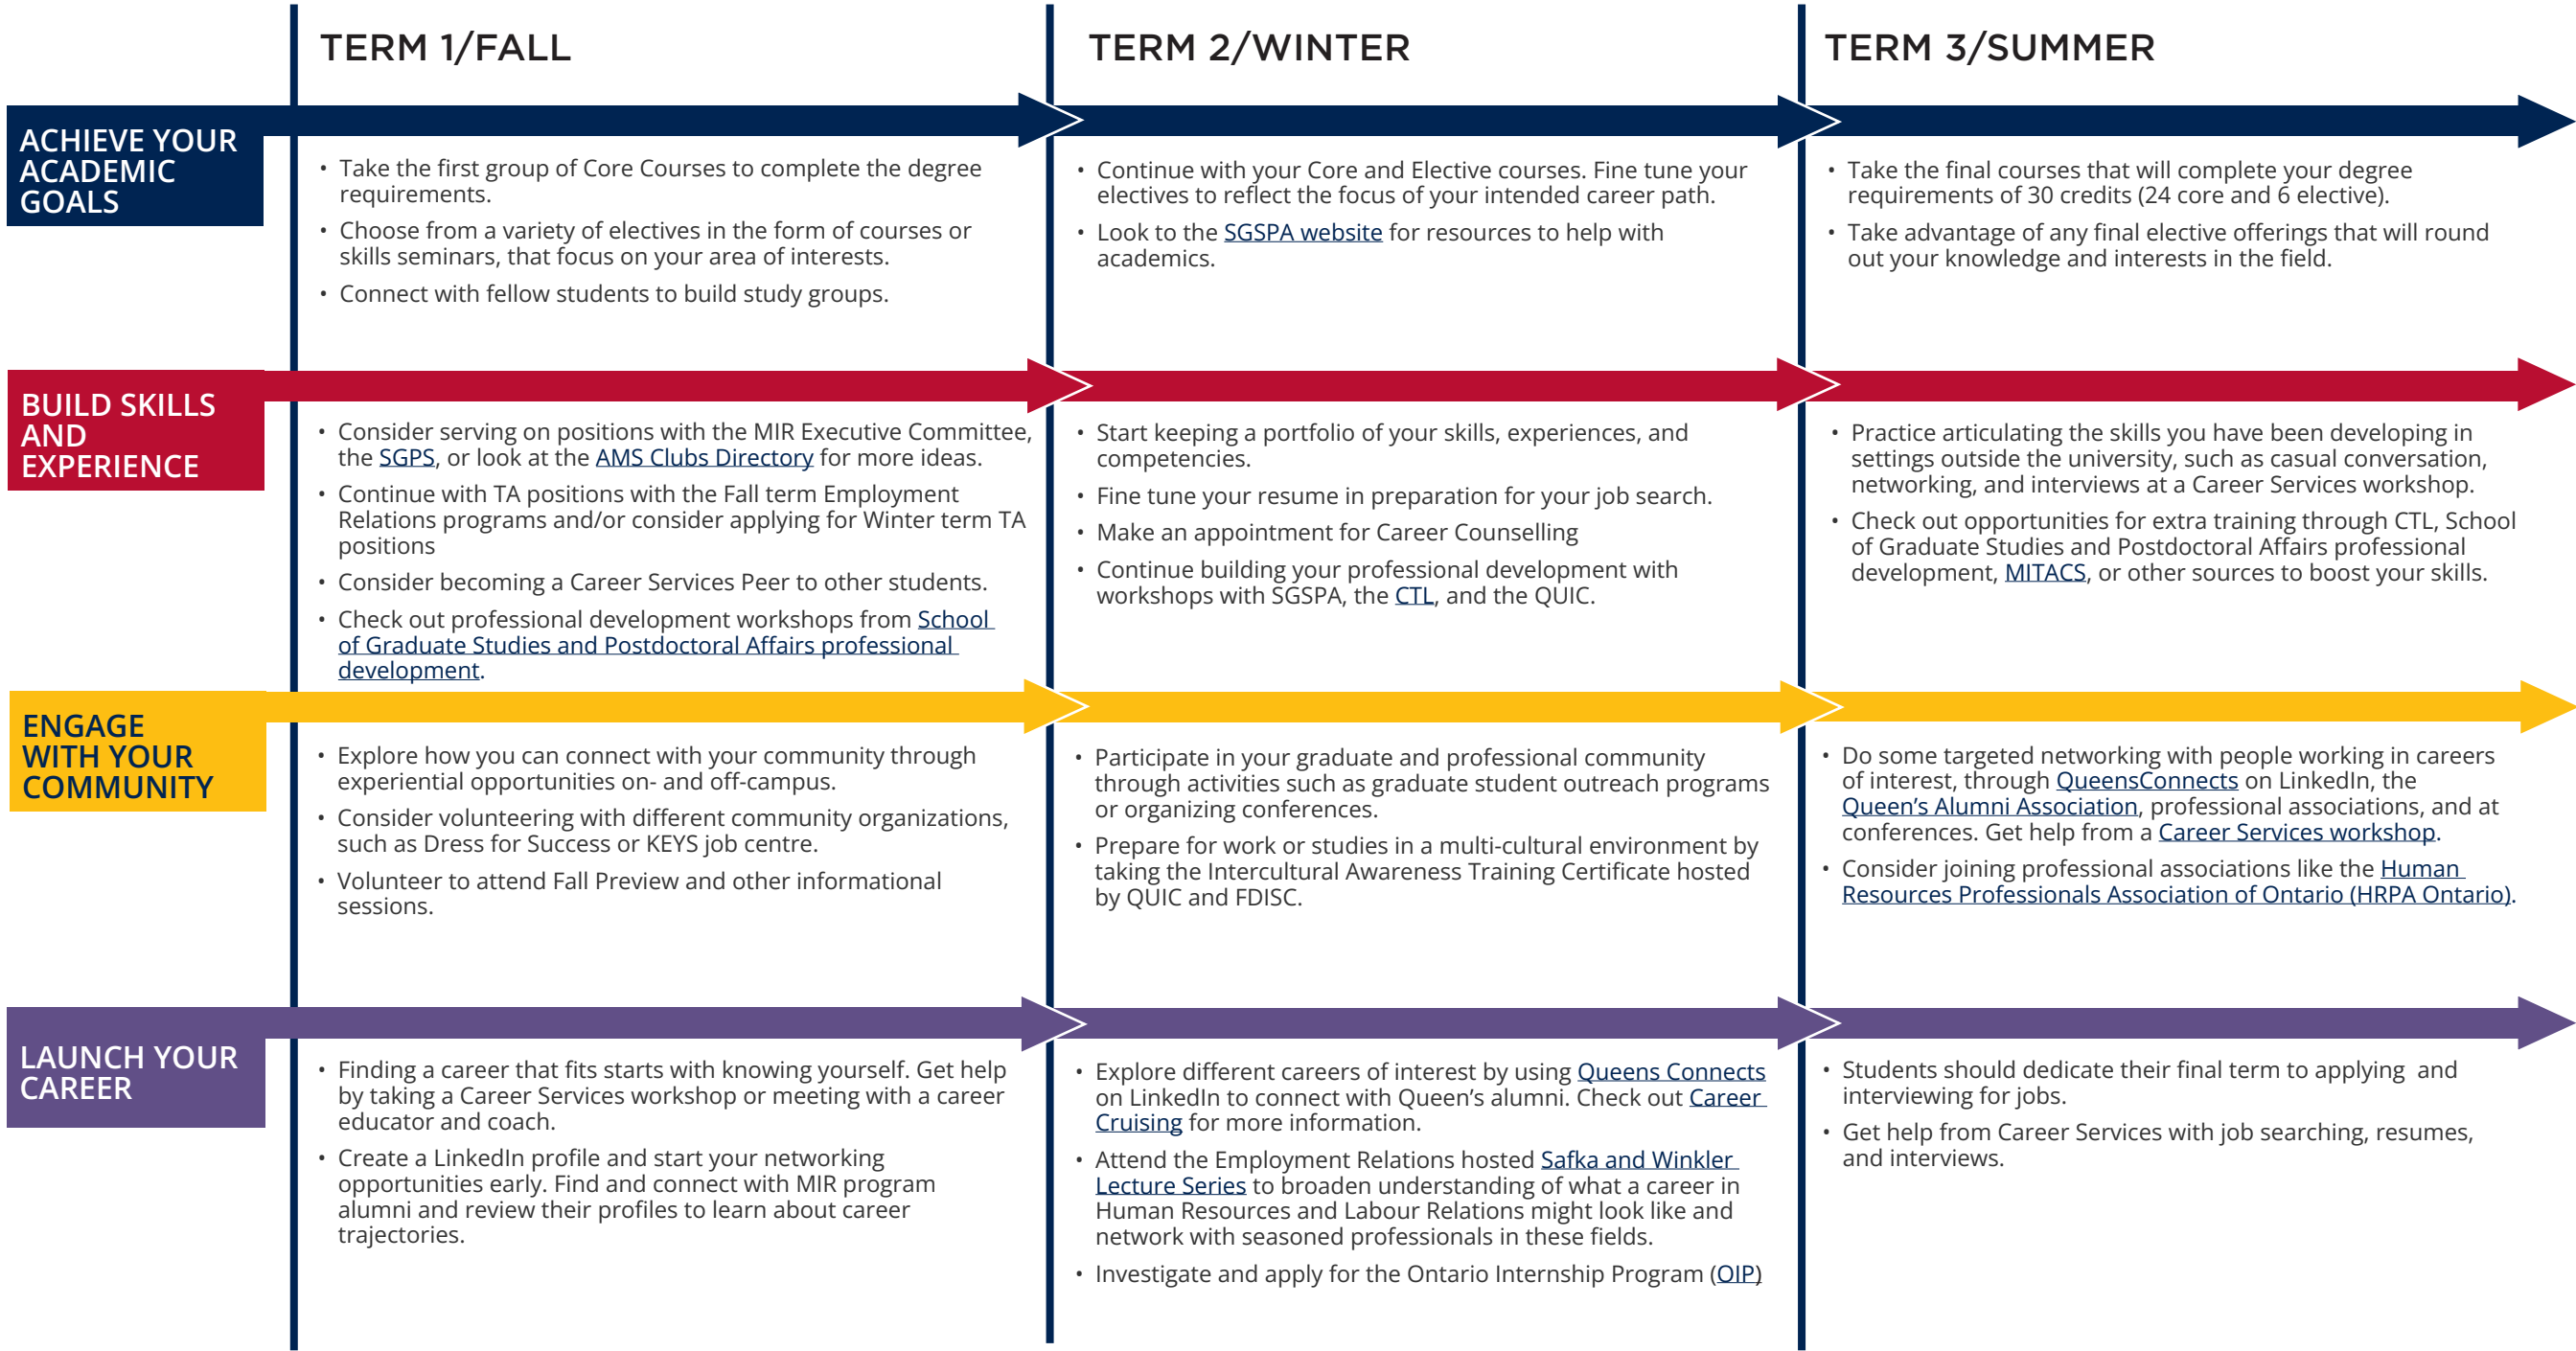 TERM 1/FALL
TERM 2/WINTER
TERM 3/SUMMER
ACHIEVE YOUR
ACADEMIC
GOALS
• Take the first group of Core Courses to complete the degree
requirements.
• Choose from a variety of electives in the form of courses or
skills seminars, that focus on your area of interests.
• Connect with fellow students to build study groups.
• Continue with your Core and Elective courses. Fine tune your
electives to reflect the focus of your intended career path.
• Look to the SGSPA website for resources to help with
academics.
• Take the final courses that will complete your degree
requirements of 30 credits (24 core and 6 elective).
• Take advantage of any final elective offerings that will round
out your knowledge and interests in the field.
BUILD SKILLS
AND
EXPERIENCE
• Consider serving on positions with the MIR Executive Committee,
the SGPS, or look at the AMS Clubs Directory for more ideas.
• Continue with TA positions with the Fall term Employment
Relations programs and/or consider applying for Winter term TA
positions
• Consider becoming a Career Services Peer to other students.
• Check out professional development workshops from School
of Graduate Studies and Postdoctoral Affairs professional
development.
• Start keeping a portfolio of your skills, experiences, and
competencies.
• Fine tune your resume in preparation for your job search.
• Make an appointment for Career Counselling
• Continue building your professional development with
workshops with SGSPA, the CTL, and the QUIC.
• Practice articulating the skills you have been developing in
settings outside the university, such as casual conversation,
networking, and interviews at a Career Services workshop.
• Check out opportunities for extra training through CTL, School
of Graduate Studies and Postdoctoral Affairs professional
development, MITACS, or other sources to boost your skills.
ENGAGE
WITH YOUR
COMMUNITY
• Explore how you can connect with your community through
experiential opportunities on- and off-campus.
• Consider volunteering with different community organizations,
such as Dress for Success or KEYS job centre.
• Volunteer to attend Fall Preview and other informational
sessions.
• Participate in your graduate and professional community
through activities such as graduate student outreach programs
or organizing conferences.
• Prepare for work or studies in a multi-cultural environment by
taking the Intercultural Awareness Training Certificate hosted
by QUIC and FDISC.
• Do some targeted networking with people working in careers
of interest, through QueensConnects on LinkedIn, the
Queen’s Alumni Association, professional associations, and at
conferences. Get help from a Career Services workshop.
• Consider joining professional associations like the Human
Resources Professionals Association of Ontario (HRPA Ontario).
LAUNCH YOUR
CAREER
• Finding a career that fits starts with knowing yourself. Get help
by taking a Career Services workshop or meeting with a career
educator and coach.
• Create a LinkedIn profile and start your networking
opportunities early. Find and connect with MIR program
alumni and review their profiles to learn about career
trajectories.
• Explore different careers of interest by using Queens Connects
on LinkedIn to connect with Queen’s alumni. Check out Career
Cruising for more information.
• Attend the Employment Relations hosted Safka and Winkler
Lecture Series to broaden understanding of what a career in
Human Resources and Labour Relations might look like and
network with seasoned professionals in these fields.
• Investigate and apply for the Ontario Internship Program (OIP)
• Students should dedicate their final term to applying and
interviewing for jobs.
• Get help from Career Services with job searching, resumes,
and interviews.